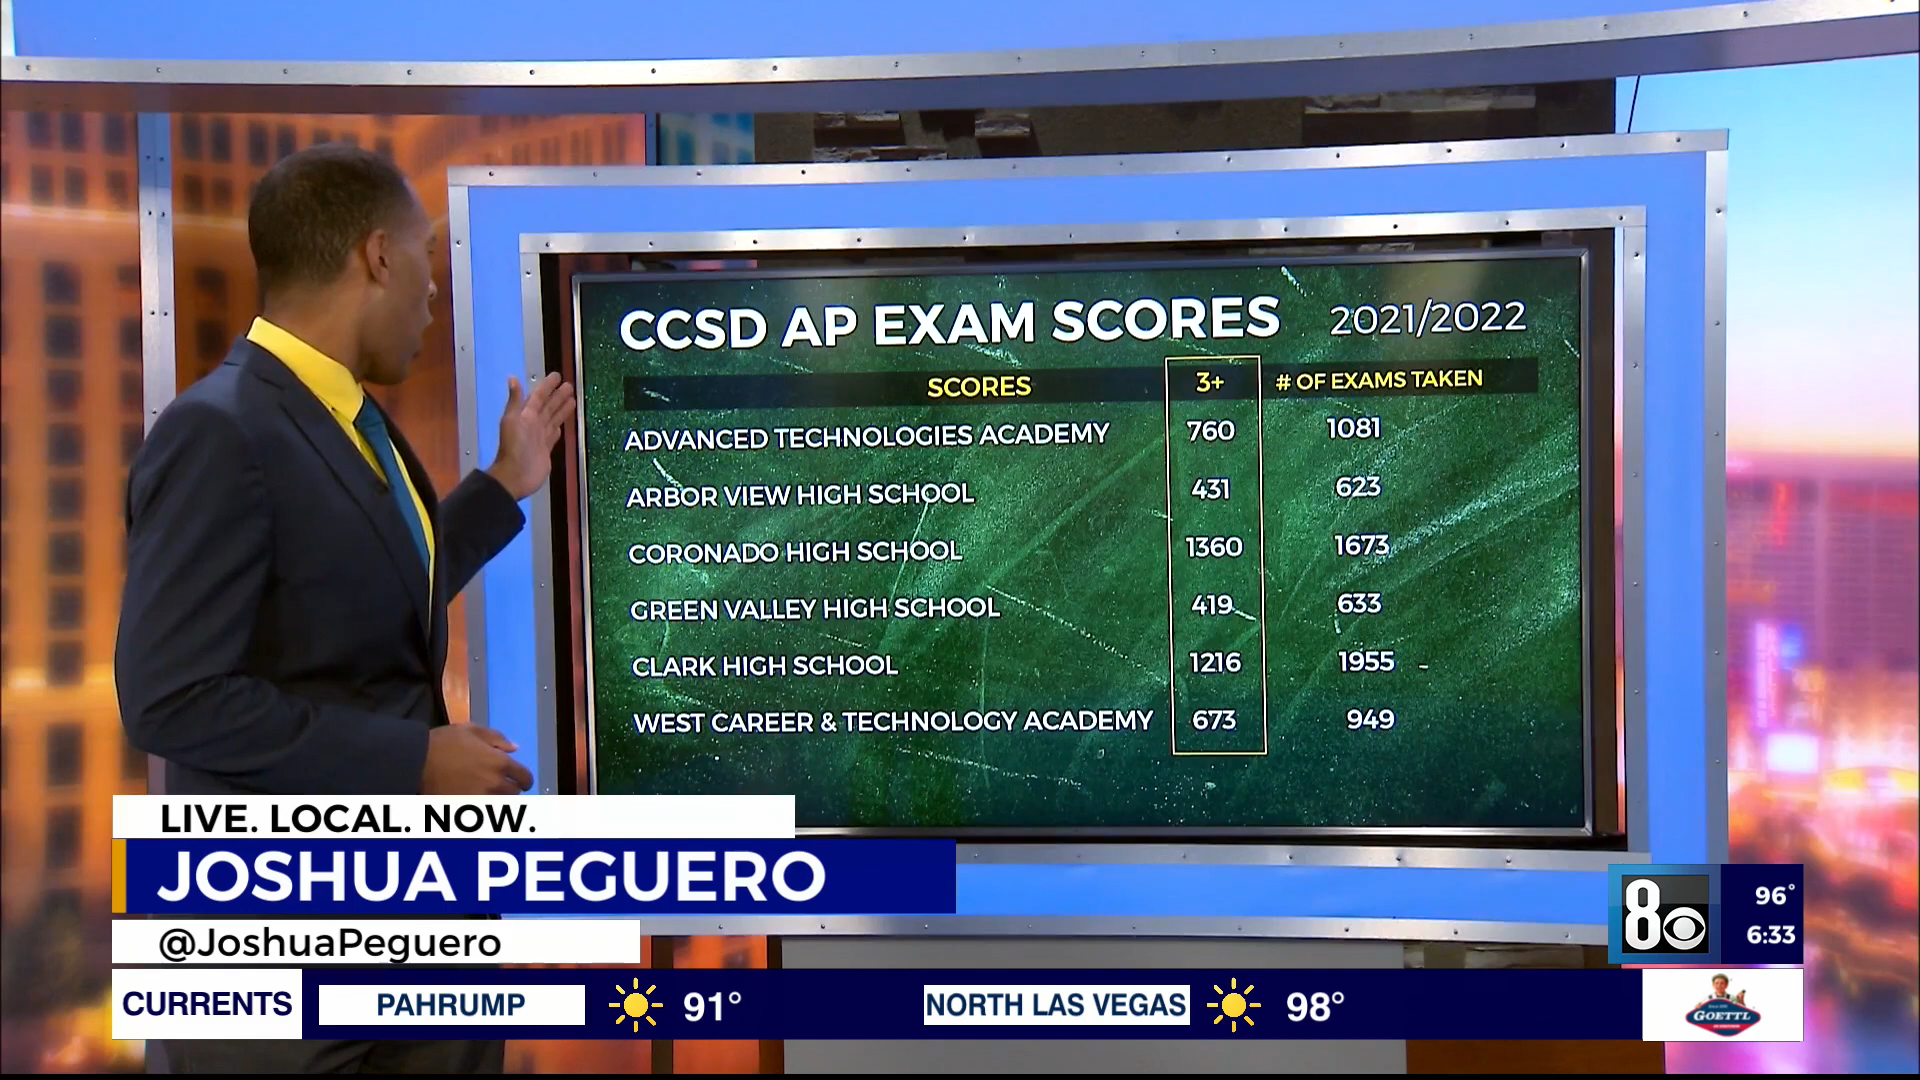 CCSD AP EXAM SCORES 2021/2022
SCORES 3+ # OF EXAMS TAKEN
ADVANCED TECHNOLOGIES ACADEMY 760 1081
ARBOR VIEW HIGH SCHOOL 431 623
CORONADO HIGH SCHOOL 1360 1673
GREEN VALLEY HIGH SCHOOL 419 633
CLARK HIGH SCHOOL 1216 1955
WEST CAREER & TECHNOLOGY ACADEMY 673 949
LIVE. LOCAL. NOW.
JOSHUA PEGUERO
@JoshuaPeguero
8
96°
6:33
CURRENTS PAHRUMP 91° NORTH LAS VEGAS 98°
GOETTL